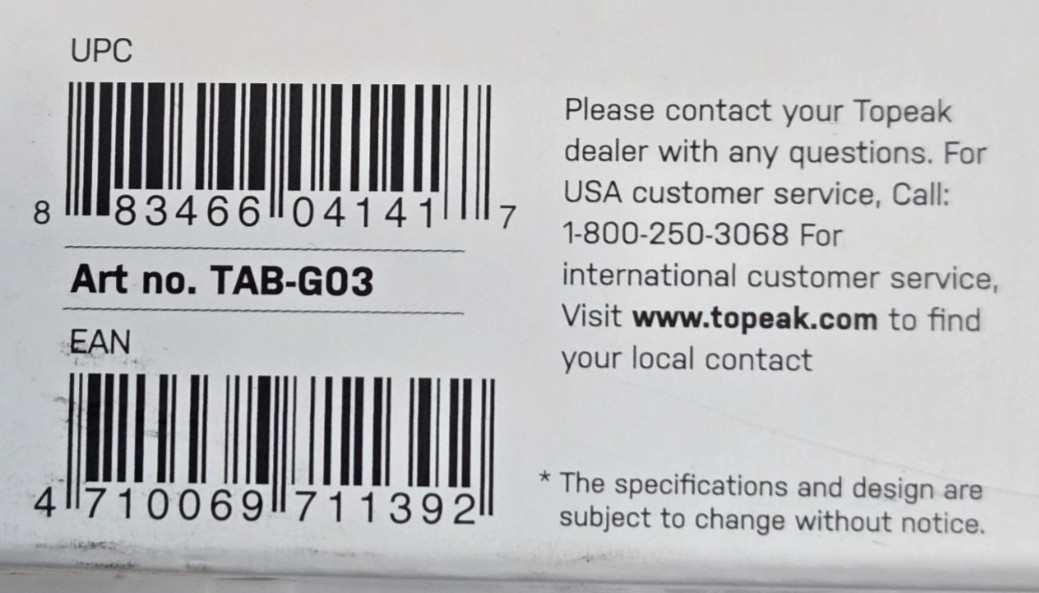 UPC
8 83466 04141 7
Art no. TAB-G03
EAN
4 710069 711392
Please contact your Topeak
dealer with any questions. For
USA customer service, Call:
1-800-250-3068 For
international customer service,
Visit www.topeak.com to find
your local contact
* The specifications and design are
subject to change without notice.